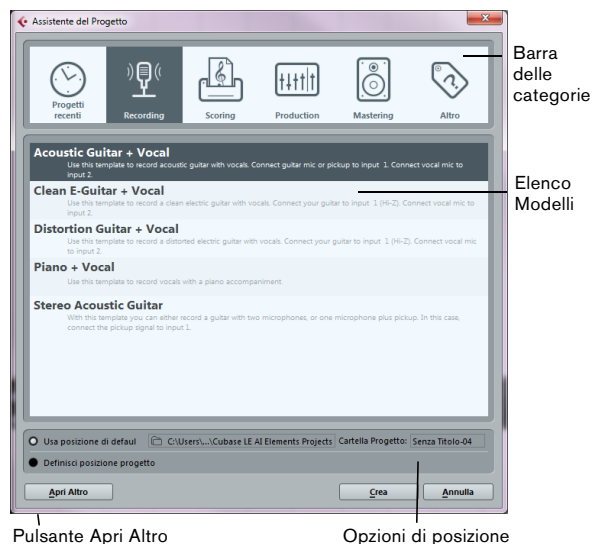 Assistente del Progetto
Progetti
recenti
Recording
Scoring
Production
Mastering
Altro
Barra
delle
categorie
Acoustic Guitar + Vocal
Use this template to record acoustic guitar with vocals. Connect guitar mic or pickup to input 1. Connect vocal mic to
input 2.
Clean E-Guitar + Vocal
Use this template to record a clean electric guitar with vocals. Connect your guitar to input 1 (Hi-Z). Connect vocal mic to
input 2.
Elenco
Modelli
Distortion Guitar + Vocal
Use this template to record a distorted electric guitar with vocals. Connect your guitar to input 1 (Hi-Z). Connect vocal mic
to input 2.
Piano + Vocal
Use this template to record vocals with a piano accompaniment.
Stereo Acoustic Guitar
With this template you can either record a guitar with two microphones, or one microphone plus pickup. In this case,
connect the pickup signal to input 1.
Usa posizione di defaul C:\Users\...\Cubase LE AI Elements Projects Cartella Progetto: Senza Titolo-04
Definisci posizione progetto
Apri Altro Crea Annulla
Pulsante Apri Altro Opzioni di posizione